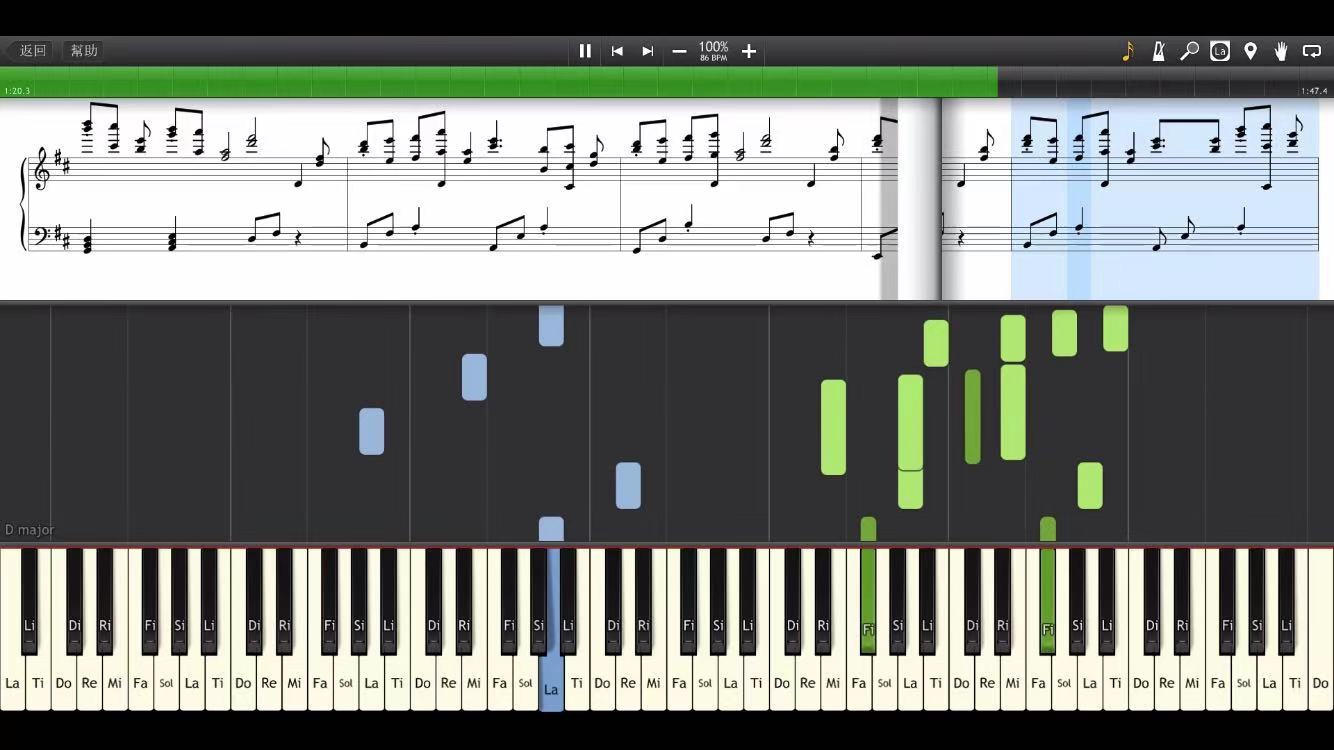 返回 幫助 100% La
86 BPM
1:20.3 1:47.4
D major
Li Di Ri Fi Si Li Di Ri Fi Si Li Di Ri Fi Si Li Di Ri Fi Si Li Di Ri Fi Si Li Di Ri Fi Si Li Di Ri Fi Si Li
La Ti Do Re Mi Fa Sol La Ti Do Re Mi Fa Sol La Ti Do Re Mi Fa Sol La Ti Do Re Mi Fa Sol La Ti Do Re Mi Fa Sol La Ti Do Re Mi Fa Sol La Ti Do Re Mi Fa Sol La Ti Do